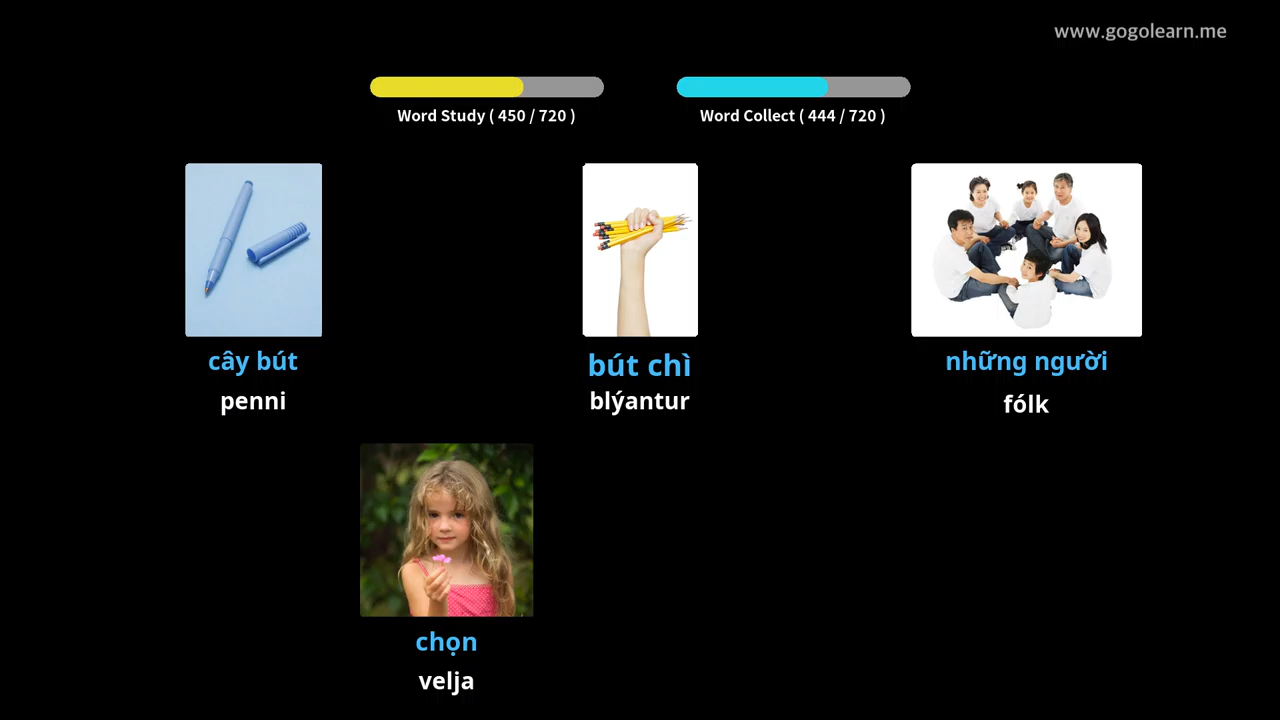 www.gogolearn.me
Word Study ( 450 / 720 )
Word Collect ( 444 / 720 )
cây bút
penni
bút chì
blýantur
những người
fólk
chọn
velja